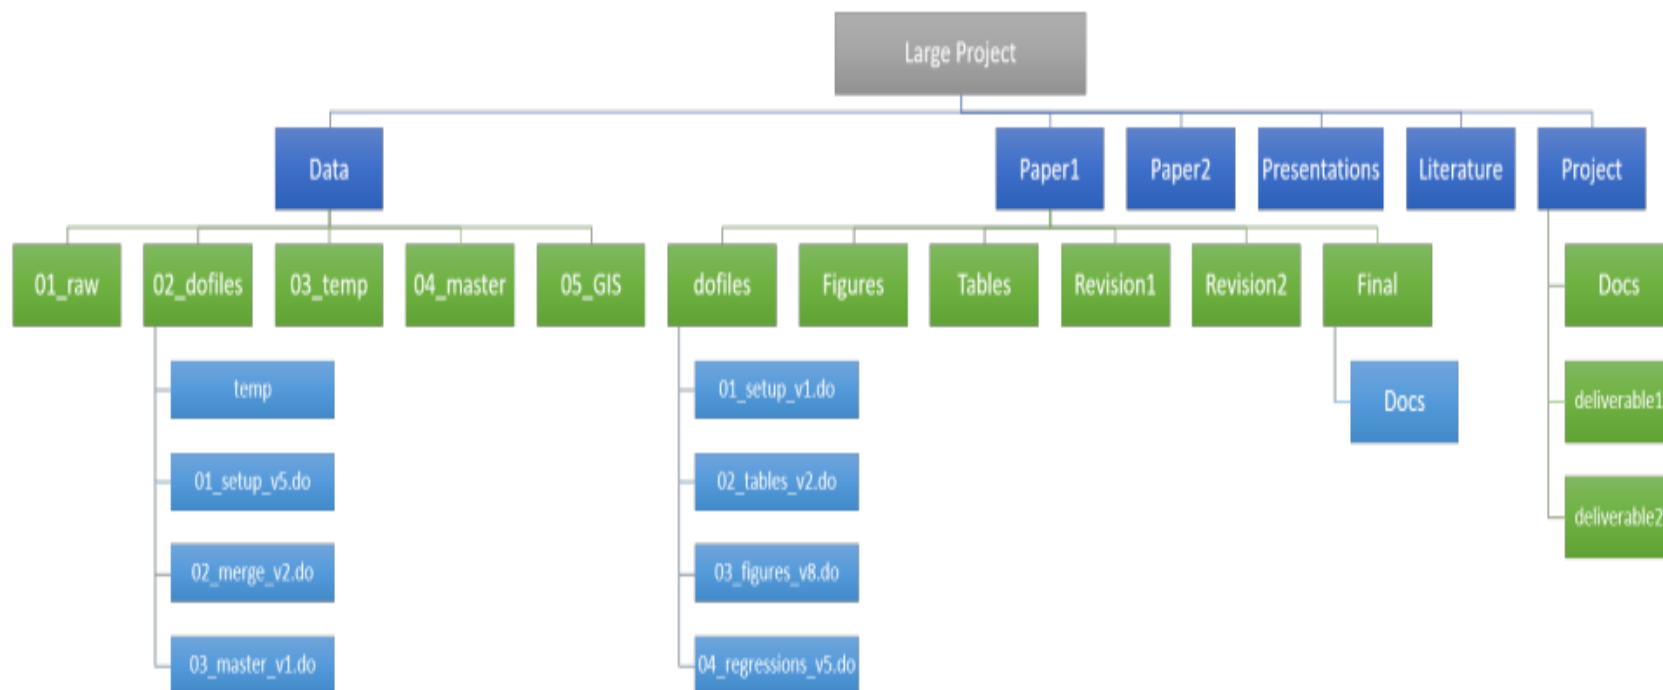 Large Project
Data
Paper1
Paper2
Presentations
Literature
Project
01_raw
02_dofiles
03_temp
04_master
05_GIS
dofiles
Figures
Tables
Revision1
Revision2
Final
Docs
temp
01_setup_v1.do
Docs
deliverable1
01_setup_v5.do
02_tables_v2.do
deliverable2
02_merge_v2.do
03_figures_v8.do
03_master_v1.do
04_regressions_v5.do